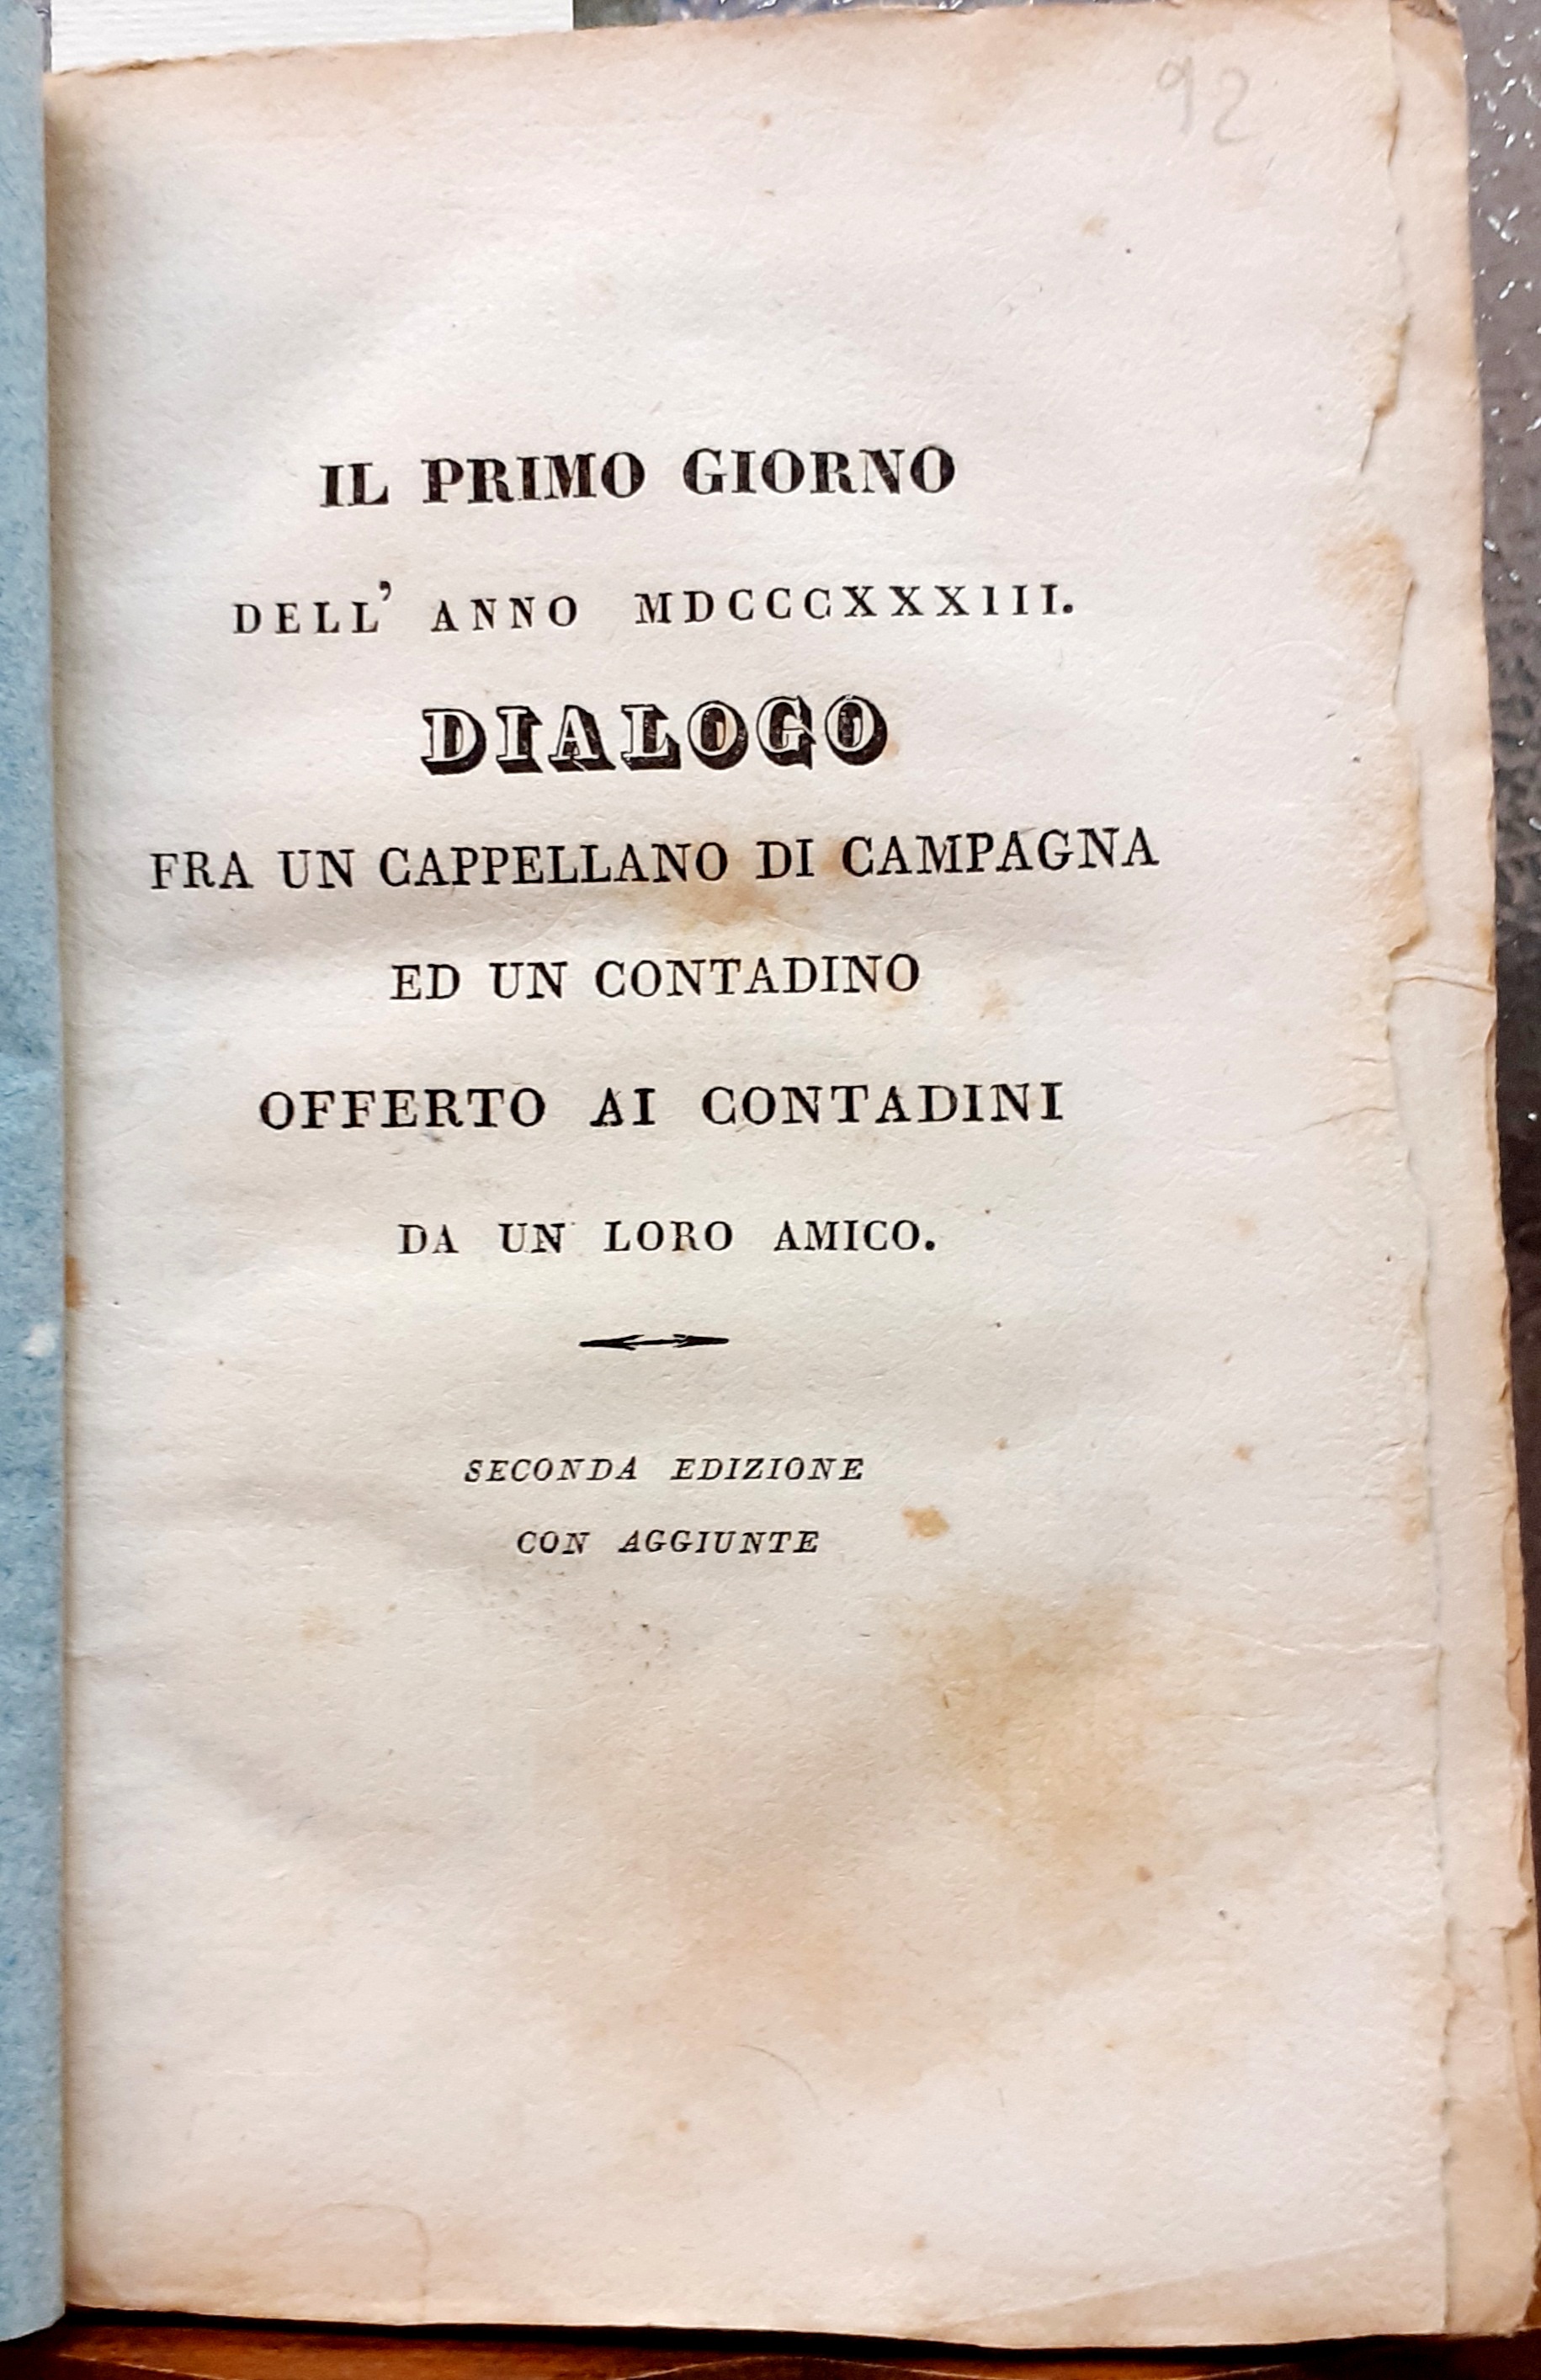 92
IL PRIMO GIORNO
DELL' ANNO MDCCCXXXIII.
DIALOGO
FRA UN CAPPELLANO DI CAMPAGNA
ED UN CONTADINO
OFFERTO AI CONTADINI
DA UN LORO AMICO.
SECONDA EDIZIONE
CON AGGIUNTE